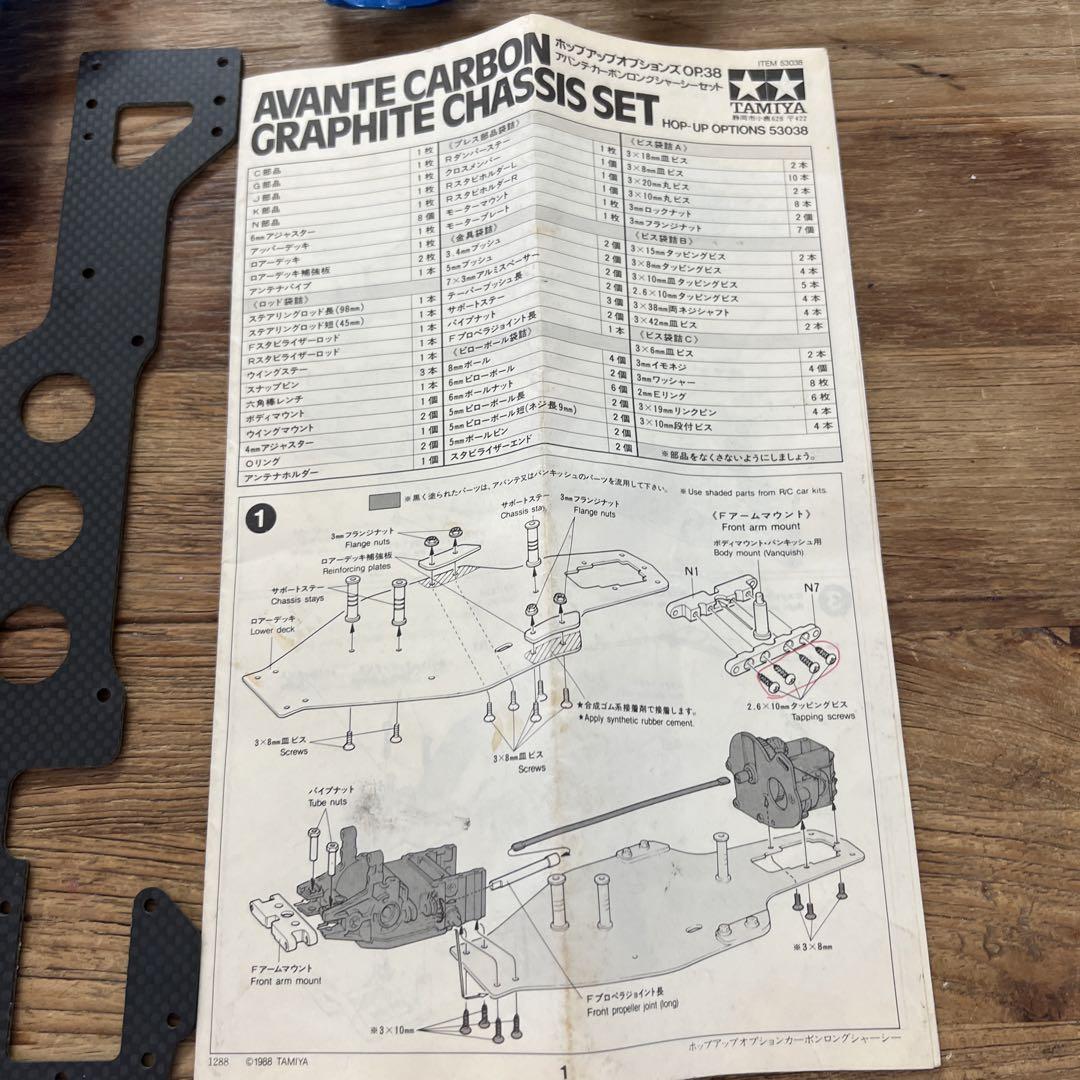 AVANTE CARBON
GRAPHITE CHASSIS SET
ホップアップオプションズ OP.38
アバンテ・カーボンロングシャーシーセット
HOP-UP OPTIONS 53038
ITEM 53038
TAMIYA
静岡市小鹿628 〒422
C部品 1枚
G部品 1枚
J部品 1枚
K部品 1枚
N部品 1枚
6mmアジャスター 8個
アッパーデッキ 1枚
ロアーデッキ 1枚
ロアーデッキ補強板 2枚
アンテナパイプ 1本
《ロッド袋詰》
ステアリングロッド長(98mm) 1本
ステアリングロッド短(45mm) 1本
Fスタビライザーロッド 1本
Rスタビライザーロッド 1本
ウイングステー 1本
スナップピン 3本
六角棒レンチ 1本
ボディマウント 1個
ウイングマウント 2個
4mmアジャスター 1個
Oリング 2個
アンテナホルダー 1個
《プレス部品袋詰》
Rダンパーステー 1枚
クロスメンバー 1個
RスタビホルダーL 1個
RスタビホルダーR 1個
モーターマウント 1枚
モータープレート 1枚
《金具袋詰》
3.4mmブッシュ 2個
5mmブッシュ 2個
7×3mmアルミスペーサー 2個
テーパーブッシュ長 2個
サポートステー 3個
パイプナット 2個
Fプロペラジョイント長 1本
《ピローボール袋詰》
8mmボール 4個
6mmピローボール 2個
6mmボールナット 6個
5mmピローボール長 2個
5mmピローボール短(ネジ長9mm) 2個
5mmボールピン 2個
スタビライザーエンド 2個
《ビス袋詰A》
3×18mm皿ビス 2本
3×8mm皿ビス 10本
3×20mm丸ビス 2本
3×10mm丸ビス 8本
3mmロックナット 2個
3mmフランジナット 7個
《ビス袋詰B》
3×15mmタッピングビス 2本
3×8mmタッピングビス 4本
3×10mm皿タッピングビス 5本
2.6×10mmタッピングビス 4本
3×38mm両ネジシャフト 4本
3×42mm皿ビス 2本
《ビス袋詰C》
3×6mm皿ビス 2本
3mmイモネジ 4個
3mmワッシャー 8枚
2mmEリング 6枚
3×19mmリンクピン 4本
3×10mm段付ビス 4本
※部品をなくさないようにしましょう。
※黒く塗られたパーツは、アバンテ又はバンキッシュのパーツを流用して下さい。
※Use shaded parts from R/C car kits.
1
3mmフランジナット
Flange nuts
ロアーデッキ補強板
Reinforcing plates
サポートステー
Chassis stays
ロアーデッキ
Lower deck
サポートステー
Chassis stay
3mmフランジナット
Flange nuts
《Fアームマウント》
Front arm mount
ボディマウント・バンキッシュ用
Body mount (Vanquish)
N1
N7
2.6×10mmタッピングビス
Tapping screws
★合成ゴム系接着剤で接着します。
★Apply synthetic rubber cement.
3×8mm皿ビス
Screws
3×8mm皿ビス
Screws
パイプナット
Tube nuts
Fアームマウント
Front arm mount
※3×10mm
Fプロペラジョイント長
Front propeller joint (long)
※3×8mm
ホップアップオプションカーボンロングシャーシー
1288 ©1988 TAMIYA
1